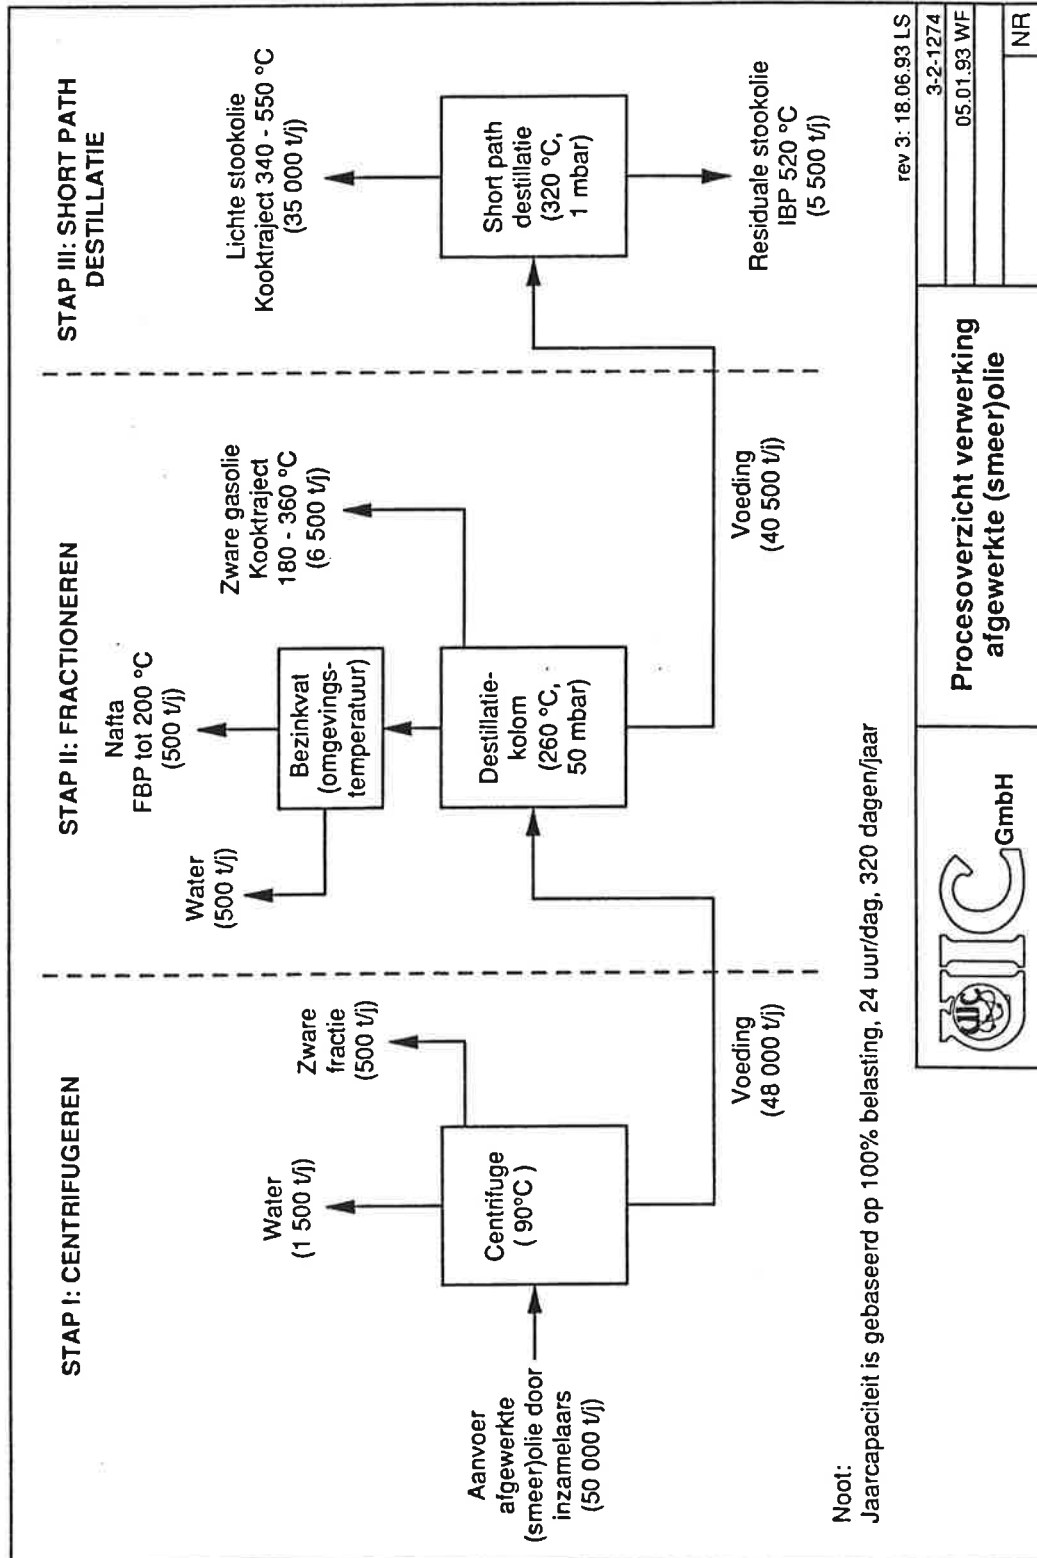 STAP I: CENTRIFUGEREN
STAP II: FRACTIONEREN
STAP III: SHORT PATH
DESTILLATIE
Aanvoer
afgewerkte
(smeer)olie door
inzamelaars
(50 000 t/j)
Water
(1 500 t/j)
Zware
fractie
(500 t/j)
Centrifuge
( 90°C )
Voeding
(48 000 t/j)
Water
(500 t/j)
Nafta
FBP tot 200 °C
(500 t/j)
Bezinkvat
(omgevings-
temperatuur)
Zware gasolie
Kooktraject
180 - 360 °C
(6 500 t/j)
Destillatie-
kolom
(260 °C,
50 mbar)
Voeding
(40 500 t/j)
Lichte stookolie
Kooktraject 340 - 550 °C
(35 000 t/j)
Short path
destillatie
(320 °C,
1 mbar)
Residuale stookolie
IBP 520 °C
(5 500 t/j)
Noot:
Jaarcapaciteit is gebaseerd op 100% belasting, 24 uur/dag, 320 dagen/jaar
rev 3: 18.06.93 LS
UIC GmbH
UIC
Procesoverzicht verwerking
afgewerkte (smeer)olie
3-2-1274
05.01.93 WF
NR